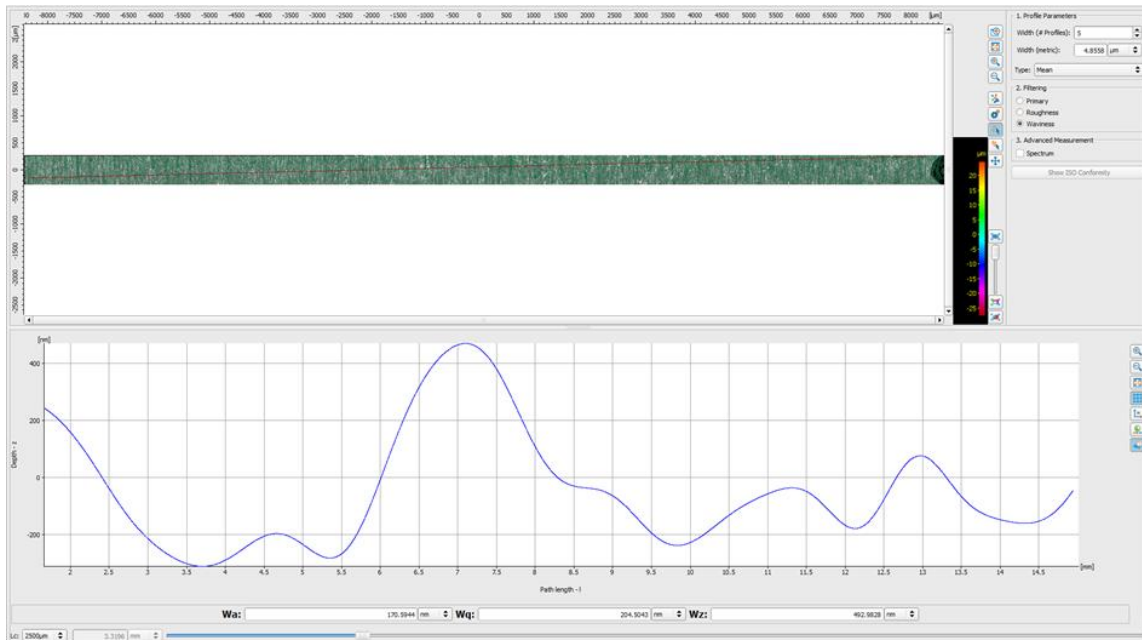 -8000 -7500 -7000 -6500 -6000 -5500 -5000 -4500 -4000 -3500 -3000 -2500 -2000 -1500 -1000 -500 0 500 1000 1500 2000 2500 3000 3500 4000 4500 5000 5500 6000 6500 7000 7500 8000 [µm]
Z[µm]
2500
2000
1500
1000
500
0
-500
-1000
-1500
-2000
-2500
µm
20
15
10
5
0
-5
-10
-15
-20
-25
1. Profile Parameters
Width (# Profiles): 5
Width (metric): 4.8558 µm
Type: Mean
2. Filtering
Primary
Roughness
Waviness
3. Advanced Measurement
Spectrum
Show ISO Conformity
[nm]
400
200
0
-200
Depth - z
2 2.5 3 3.5 4 4.5 5 5.5 6 6.5 7 7.5 8 8.5 9 9.5 10 10.5 11 11.5 12 12.5 13 13.5 14 14.5 [mm]
Path length - l
Wa: 170.5944 nm Wq: 204.5043 nm Wz: 462.9828 nm
Lc: 2500µm 3.3196 mm